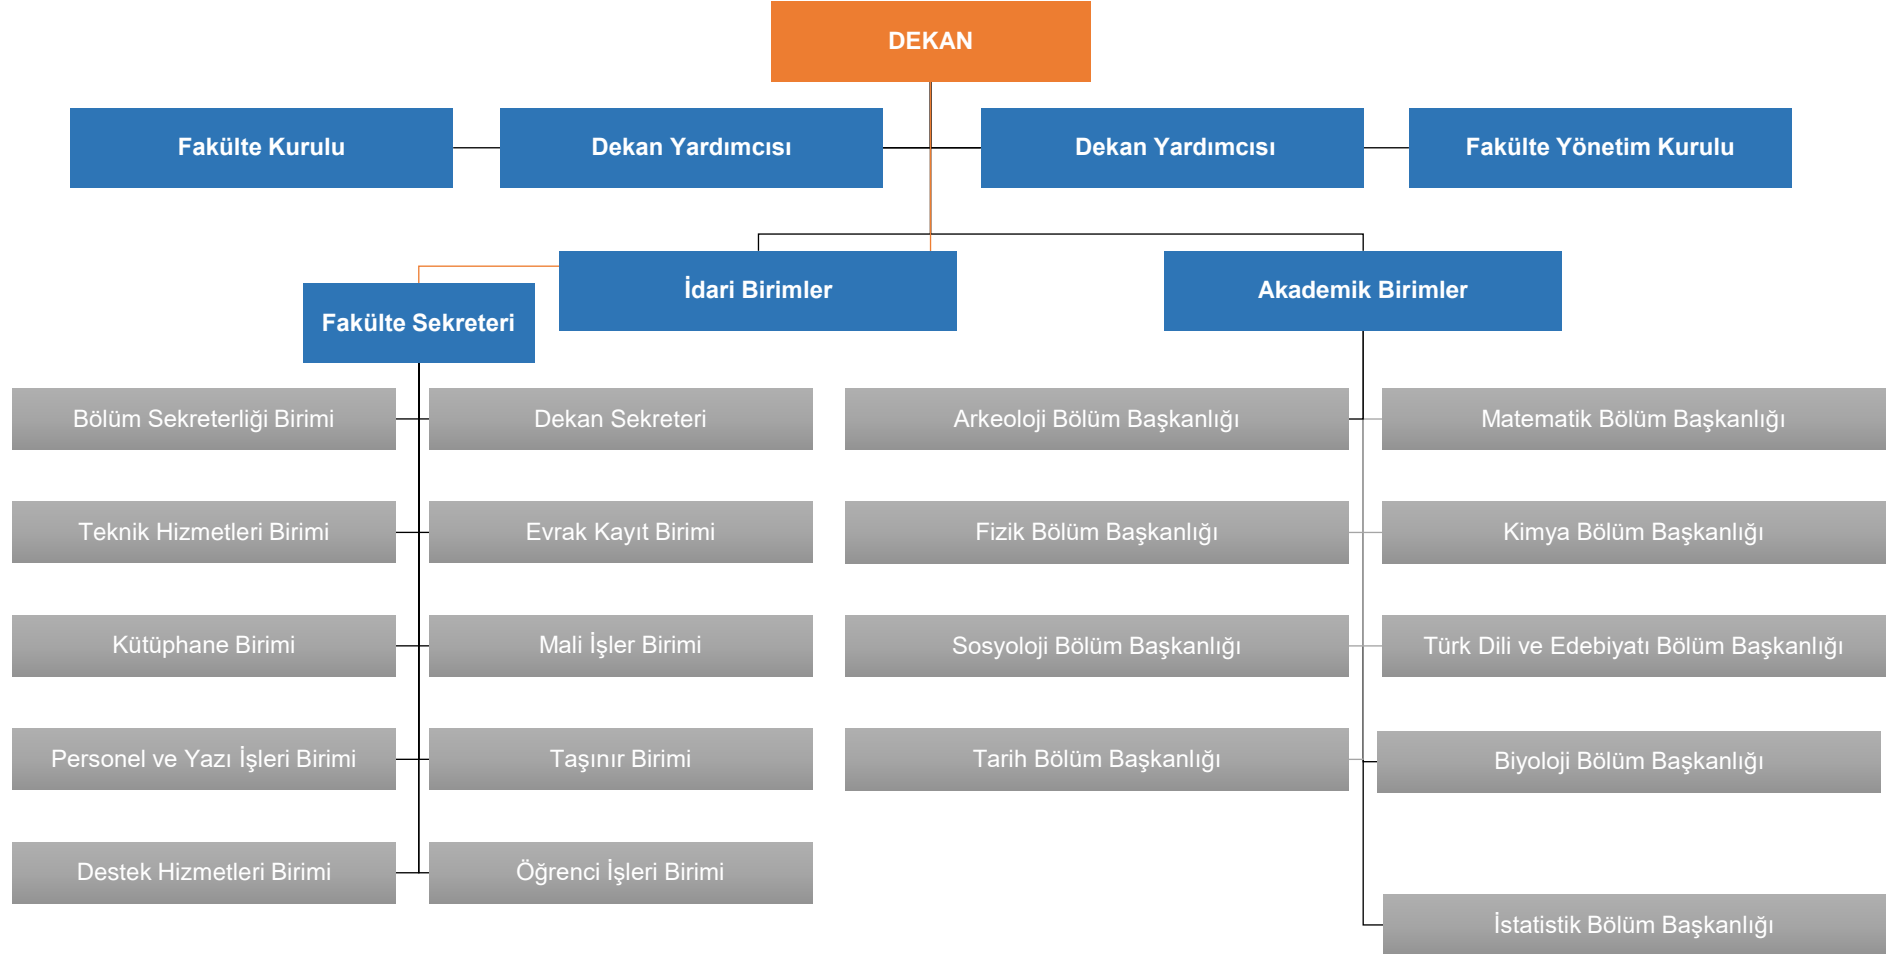 DEKAN
Fakülte Kurulu
Dekan Yardımcısı
Dekan Yardımcısı
Fakülte Yönetim Kurulu
İdari Birimler
Akademik Birimler
Fakülte Sekreteri
Bölüm Sekreterliği Birimi
Dekan Sekreteri
Arkeoloji Bölüm Başkanlığı
Matematik Bölüm Başkanlığı
Teknik Hizmetleri Birimi
Evrak Kayıt Birimi
Fizik Bölüm Başkanlığı
Kimya Bölüm Başkanlığı
Kütüphane Birimi
Mali İşler Birimi
Sosyoloji Bölüm Başkanlığı
Türk Dili ve Edebiyatı Bölüm Başkanlığı
Personel ve Yazı İşleri Birimi
Taşınır Birimi
Tarih Bölüm Başkanlığı
Biyoloji Bölüm Başkanlığı
Destek Hizmetleri Birimi
Öğrenci İşleri Birimi
İstatistik Bölüm Başkanlığı